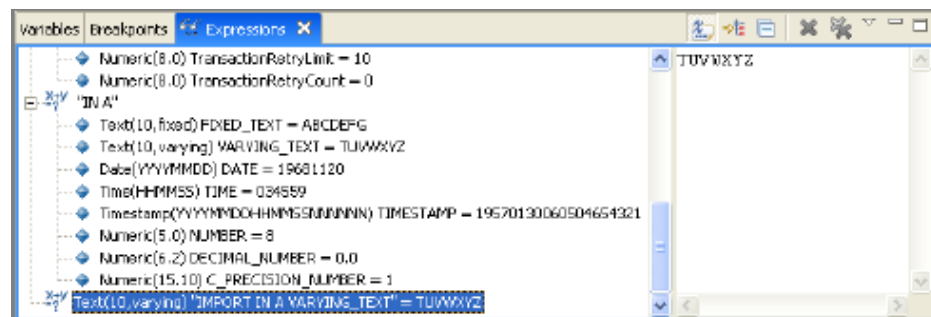 Variables Breakpoints Expressions
Numeric(8.0) TransactionRetryLimit = 10
Numeric(8.0) TransactionRetryCount = 0
"IN A"
Text(10,fixed) FIXED_TEXT = ABCDEFG
Text(10,varying) VARYING_TEXT = TUVWXYZ
Date(YYYYMMDD) DATE = 19681120
Time(HHMMSS) TIME = 034559
Timestamp(YYYYMMDDHHMMSSNNNNNN) TIMESTAMP = 19570130060504654321
Numeric(5.0) NUMBER = 8
Numeric(6.2) DECIMAL_NUMBER = 0.0
Numeric(15.10) C_PRECISION_NUMBER = 1
Text(10,varying) "IMPORT IN A VARYING_TEXT" = TUVWXYZ
TUVWXYZ